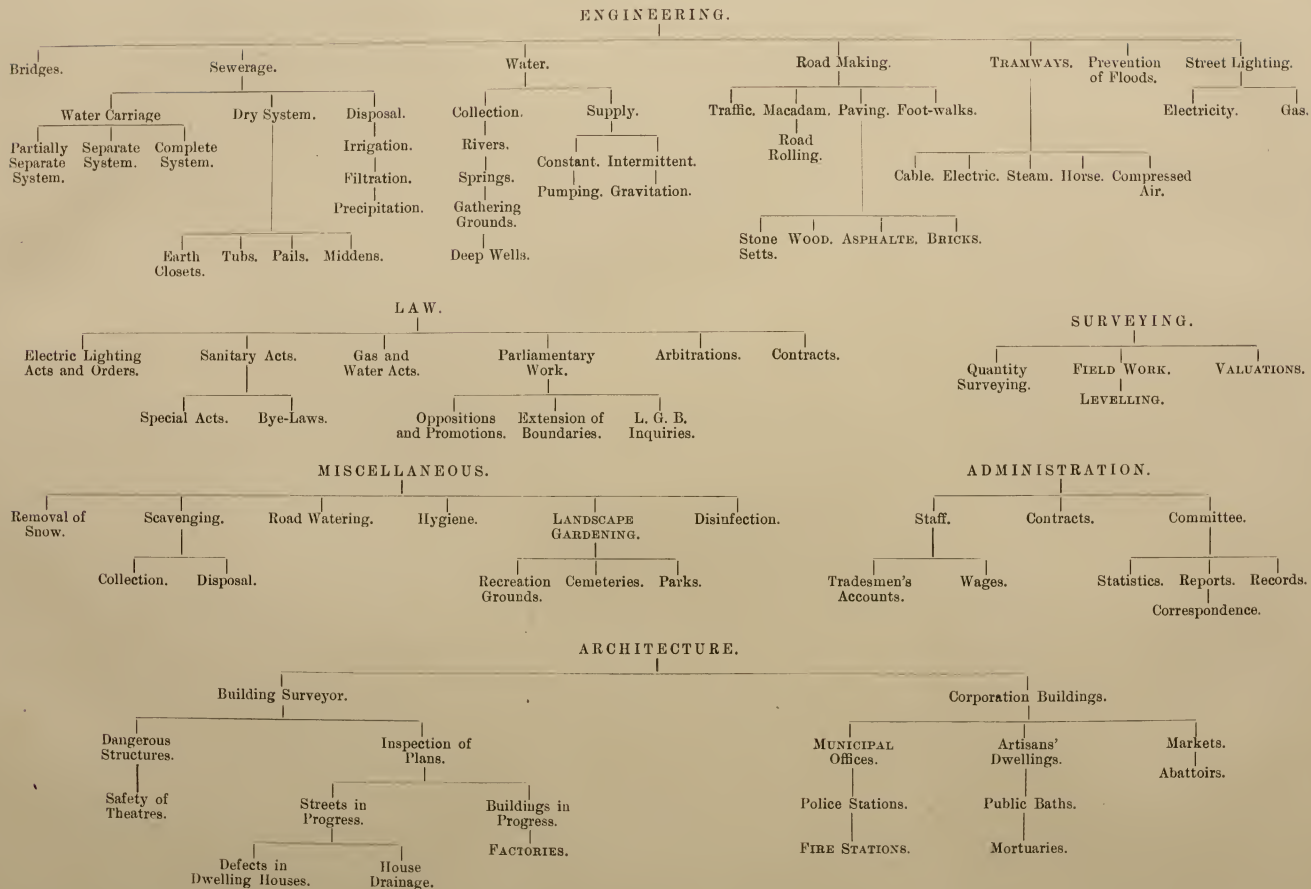 ENGINEERING.
Bridges. Sewerage. Water. Road Making. TRAMWAYS. Prevention of Floods. Street Lighting.
Water Carriage Dry System. Disposal. Collection. Supply. Traffic. Macadam. Paving. Foot-walks. Electricity. Gas.
Partially Separate System. Separate System. Complete System. Irrigation. Rivers. Constant. Intermittent. Road Rolling.
Filtration. Springs. Pumping. Gravitation. Cable. Electric. Steam. Horse. Compressed Air.
Precipitation. Gathering Grounds.
Earth Closets. Tubs. Pails. Middens. Deep Wells. Stone Setts. WOOD. ASPHALTE. BRICKS.
LAW.
Electric Lighting Acts and Orders. Sanitary Acts. Gas and Water Acts. Parliamentary Work. Arbitrations. Contracts.
Special Acts. Bye-Laws. Oppositions and Promotions. Extension of Boundaries. L. G. B. Inquiries.
SURVEYING.
Quantity Surveying. FIELD WORK. VALUATIONS.
LEVELLING.
MISCELLANEOUS.
Removal of Snow. Scavenging. Road Watering. Hygiene. LANDSCAPE GARDENING. Disinfection.
Collection. Disposal. Recreation Grounds. Cemeteries. Parks.
ADMINISTRATION.
Staff. Contracts. Committee.
Tradesmen's Accounts. Wages. Statistics. Reports. Records.
Correspondence.
ARCHITECTURE.
Building Surveyor. Corporation Buildings.
Dangerous Structures. Inspection of Plans. MUNICIPAL Offices. Artisans' Dwellings. Markets.
Abattoirs.
Safety of Theatres. Streets in Progress. Buildings in Progress. Police Stations. Public Baths.
FACTORIES. FIRE STATIONS. Mortuaries.
Defects in Dwelling Houses. House Drainage.